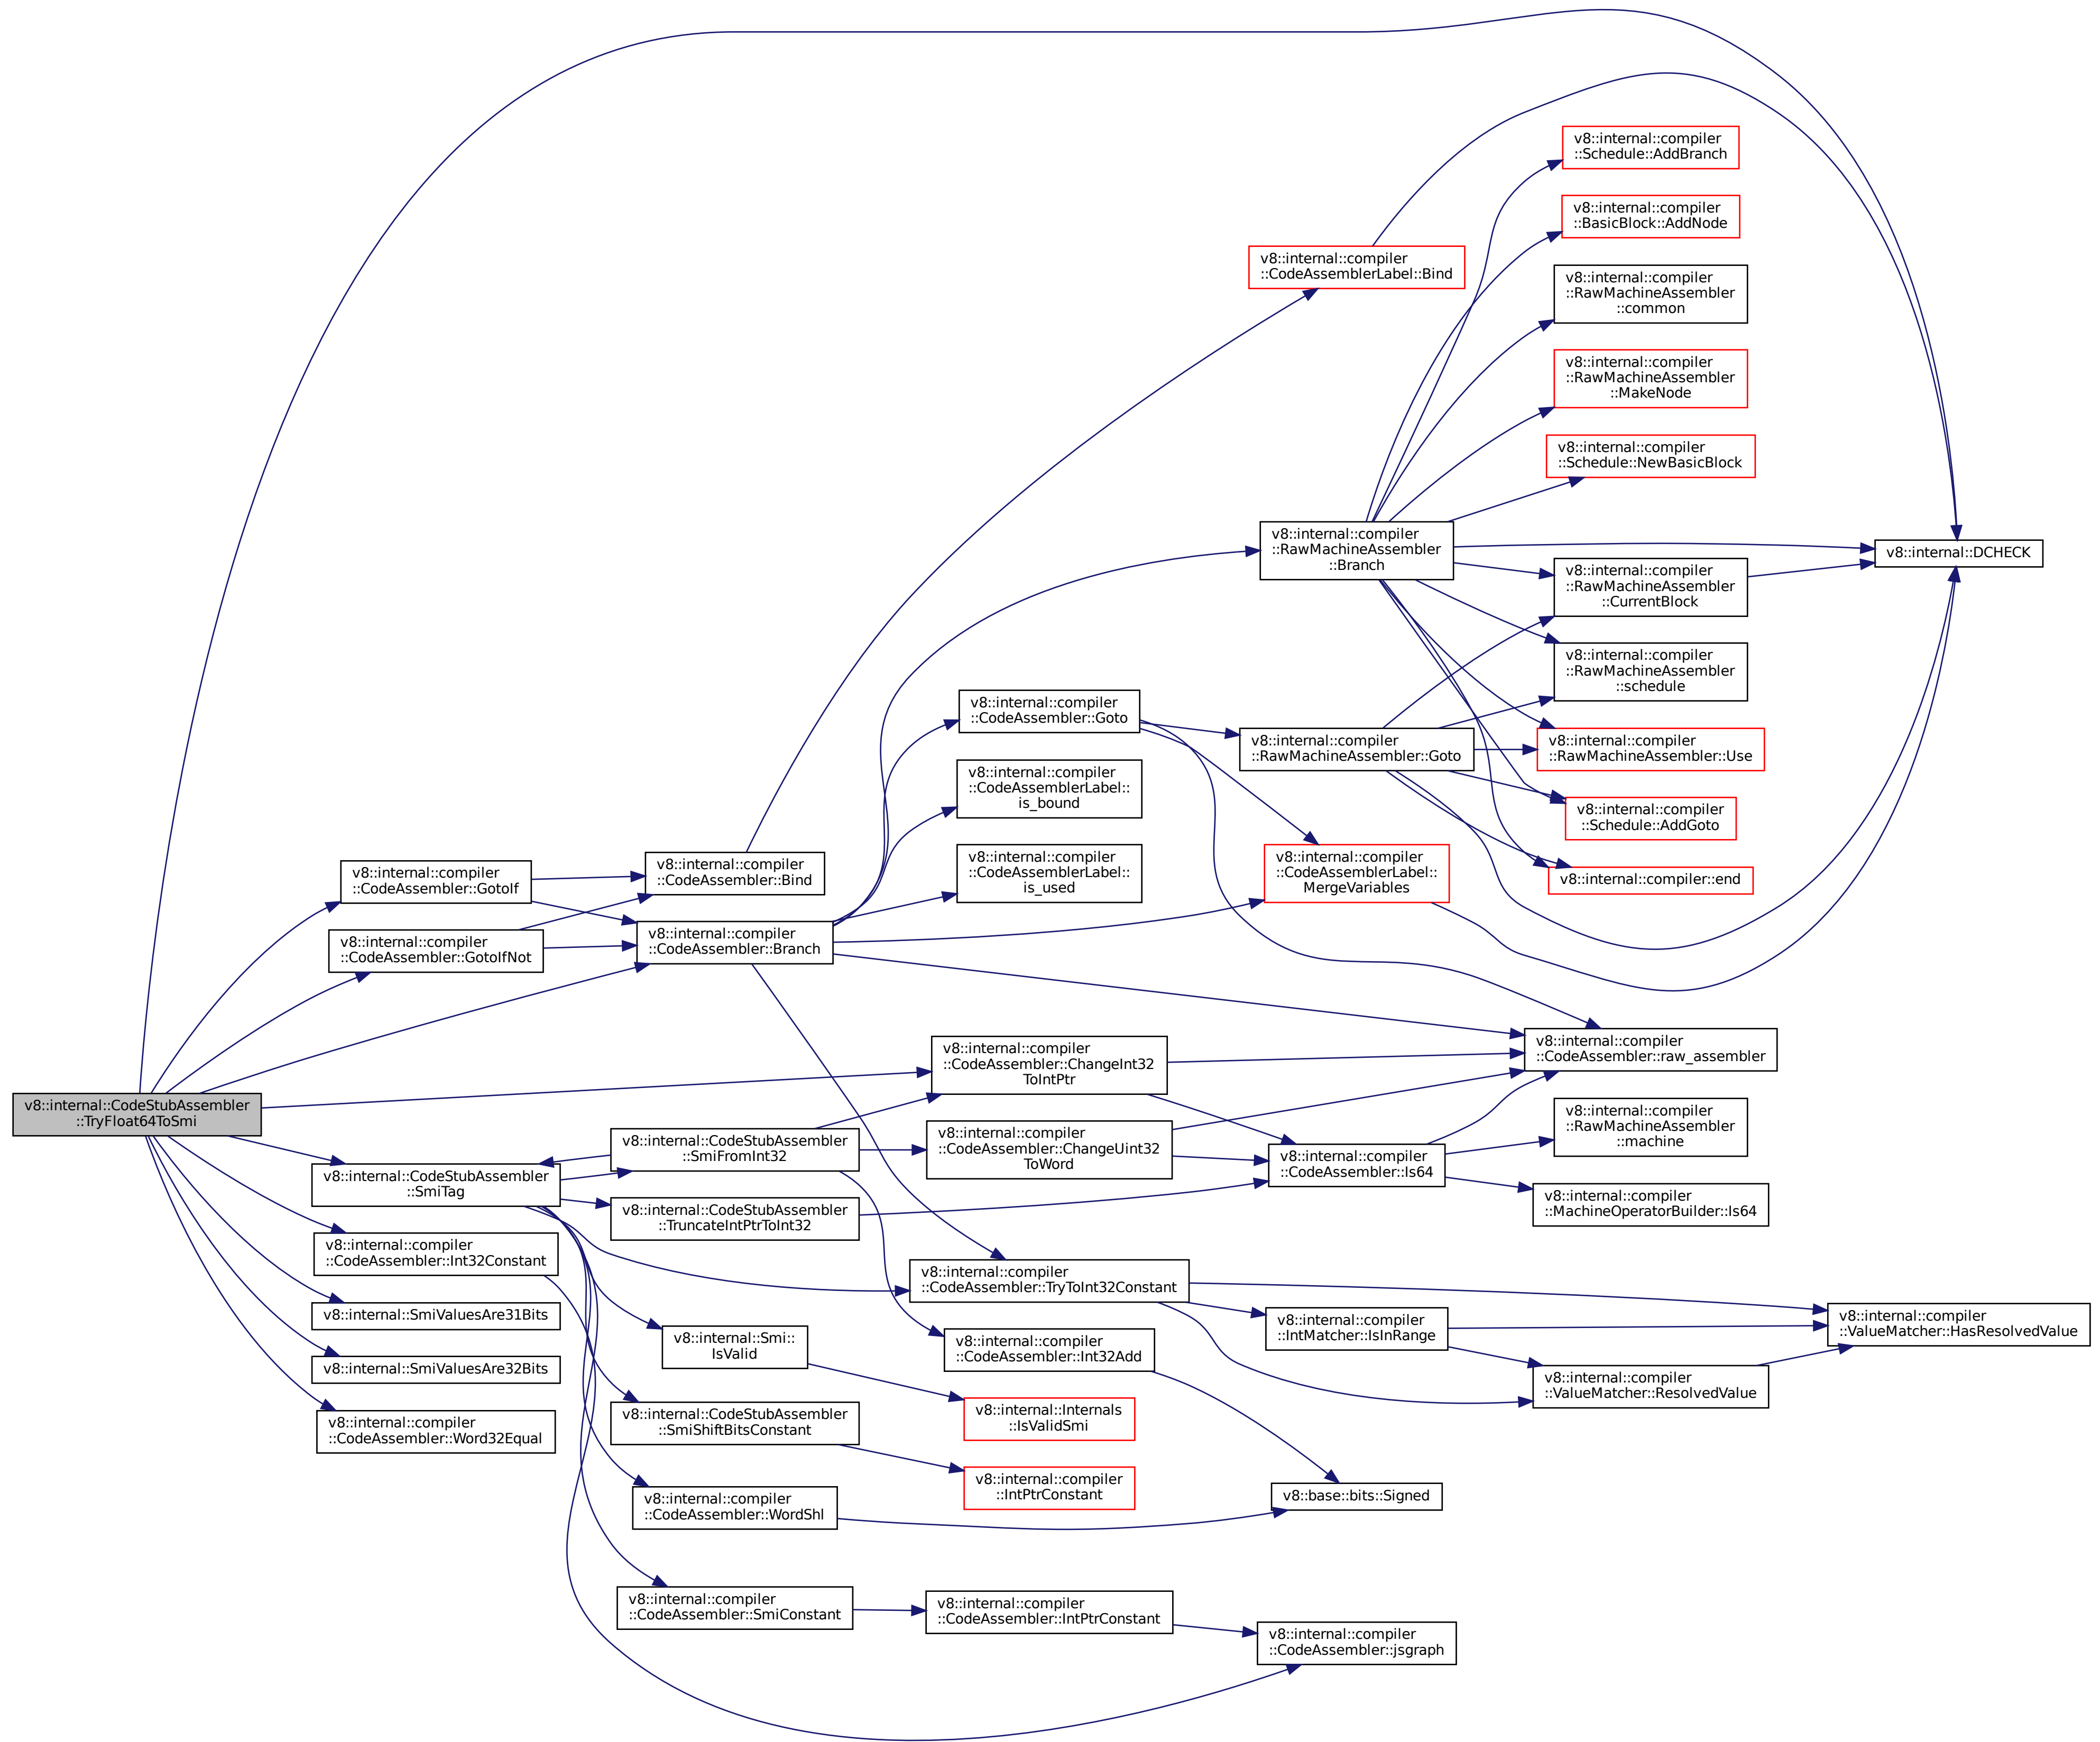 v8::internal::CodeStubAssembler
::TryFloat64ToSmi
v8::internal::compiler
::CodeAssembler::GotoIf
v8::internal::compiler
::CodeAssembler::GotoIfNot
v8::internal::CodeStubAssembler
::SmiTag
v8::internal::compiler
::CodeAssembler::Int32Constant
v8::internal::SmiValuesAre31Bits
v8::internal::SmiValuesAre32Bits
v8::internal::compiler
::CodeAssembler::Word32Equal
v8::internal::compiler
::CodeAssembler::Bind
v8::internal::compiler
::CodeAssembler::Branch
v8::internal::CodeStubAssembler
::SmiFromInt32
v8::internal::CodeStubAssembler
::TruncateIntPtrToInt32
v8::internal::Smi::
IsValid
v8::internal::CodeStubAssembler
::SmiShiftBitsConstant
v8::internal::compiler
::CodeAssembler::WordShl
v8::internal::compiler
::CodeAssembler::SmiConstant
v8::internal::compiler
::CodeAssembler::Goto
v8::internal::compiler
::CodeAssemblerLabel::
is_bound
v8::internal::compiler
::CodeAssemblerLabel::
is_used
v8::internal::compiler
::CodeAssembler::ChangeInt32
ToIntPtr
v8::internal::compiler
::CodeAssembler::ChangeUint32
ToWord
v8::internal::compiler
::CodeAssembler::TryToInt32Constant
v8::internal::compiler
::CodeAssembler::Int32Add
v8::internal::Internals
::IsValidSmi
v8::internal::compiler
::IntPtrConstant
v8::internal::compiler
::CodeAssembler::IntPtrConstant
v8::internal::compiler
::CodeAssemblerLabel::Bind
v8::internal::compiler
::RawMachineAssembler
::Branch
v8::internal::compiler
::RawMachineAssembler::Goto
v8::internal::compiler
::CodeAssemblerLabel::
MergeVariables
v8::internal::compiler
::CodeAssembler::Is64
v8::internal::compiler
::IntMatcher::IsInRange
v8::base::bits::Signed
v8::internal::compiler
::CodeAssembler::jsgraph
v8::internal::compiler
::Schedule::AddBranch
v8::internal::compiler
::BasicBlock::AddNode
v8::internal::compiler
::RawMachineAssembler
::common
v8::internal::compiler
::RawMachineAssembler
::MakeNode
v8::internal::compiler
::Schedule::NewBasicBlock
v8::internal::compiler
::RawMachineAssembler
::CurrentBlock
v8::internal::compiler
::RawMachineAssembler
::schedule
v8::internal::compiler
::RawMachineAssembler::Use
v8::internal::compiler
::Schedule::AddGoto
v8::internal::compiler::end
v8::internal::compiler
::CodeAssembler::raw_assembler
v8::internal::compiler
::RawMachineAssembler
::machine
v8::internal::compiler
::MachineOperatorBuilder::Is64
v8::internal::compiler
::ValueMatcher::ResolvedValue
v8::internal::DCHECK
v8::internal::compiler
::ValueMatcher::HasResolvedValue